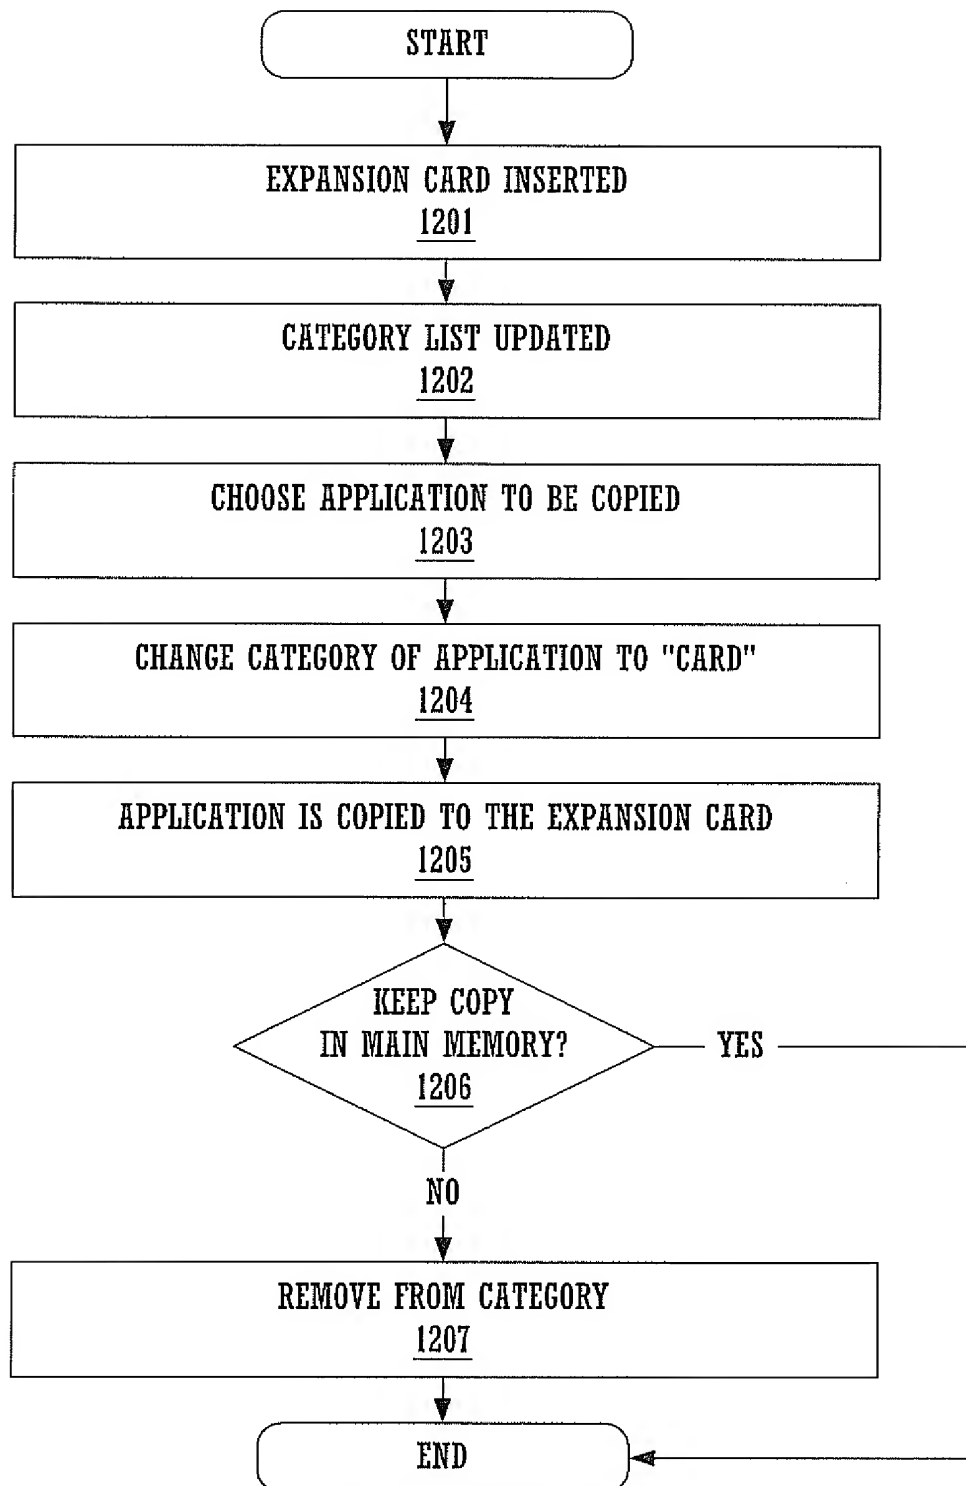 START
EXPANSION CARD INSERTED
1201
CATEGORY LIST UPDATED
1202
CHOOSE APPLICATION TO BE COPIED
1203
CHANGE CATEGORY OF APPLICATION TO "CARD"
1204
APPLICATION IS COPIED TO THE EXPANSION CARD
1205
KEEP COPY
IN MAIN MEMORY?
1206
YES
NO
REMOVE FROM CATEGORY
1207
END